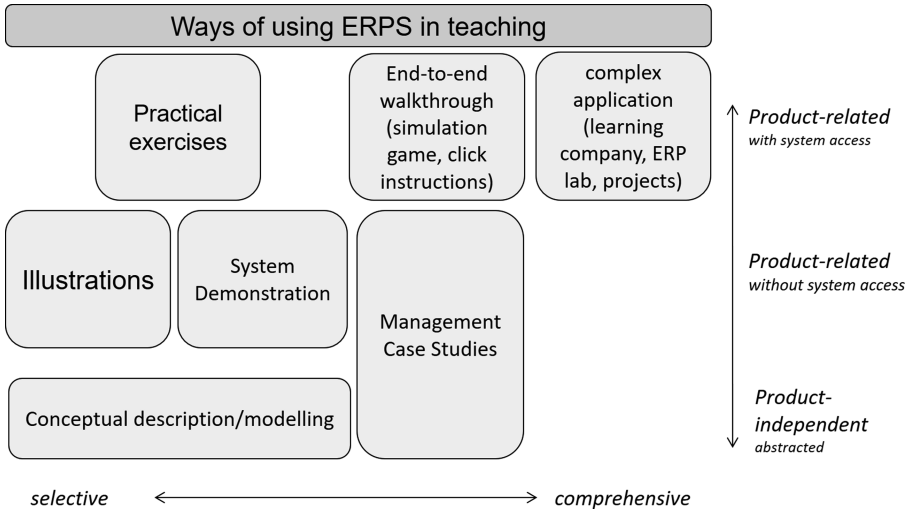 Ways of using ERPS in teaching
Practical
exercises
End-to-end
walkthrough
(simulation
game, click
instructions)
complex
application
(learning
company, ERP
lab, projects)
Product-related
with system access
Illustrations
System
Demonstration
Management
Case Studies
Product-related
without system access
Conceptual description/modelling
Product-
independent
abstracted
selective
comprehensive